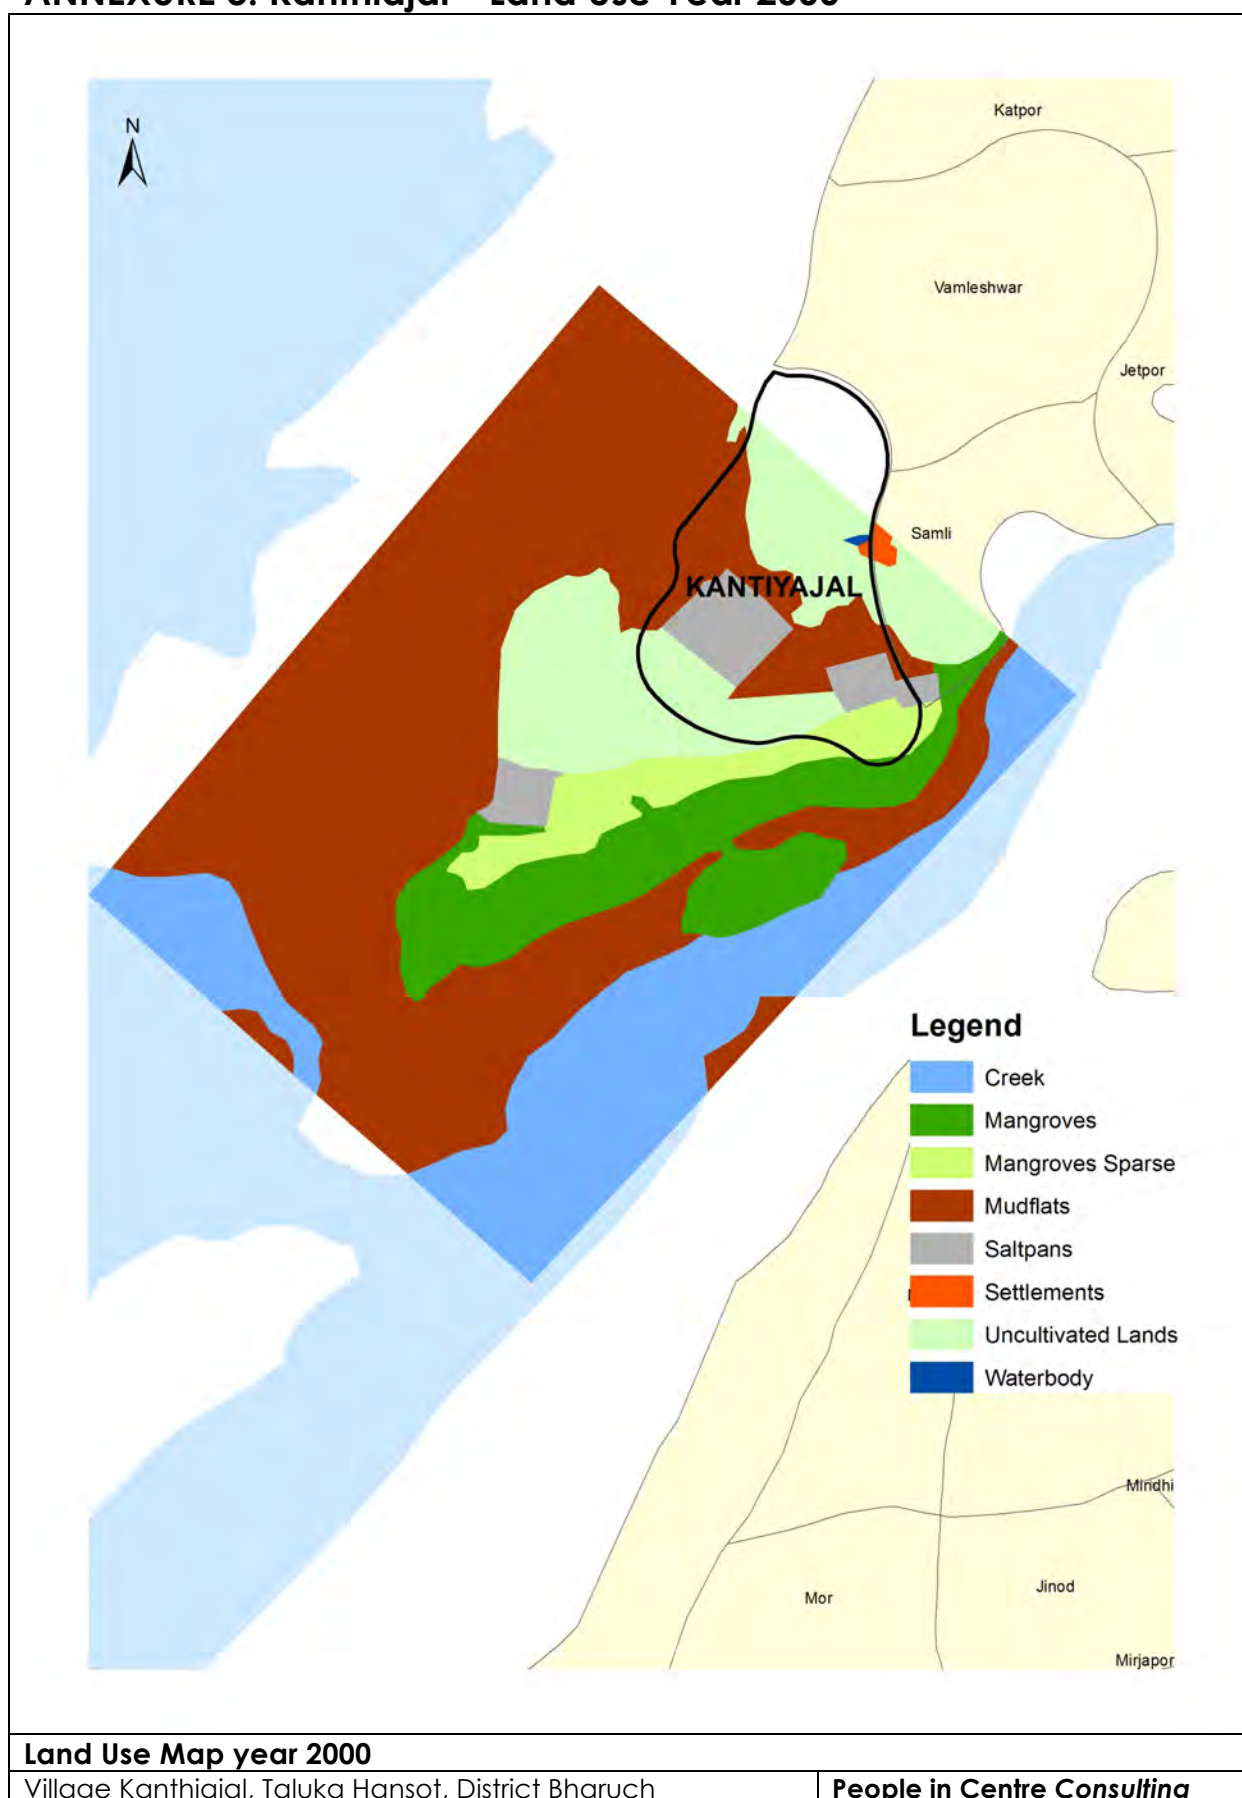 N
Katpor
Vamleshwar
Jetpor
Samli
KANTIYAJAL
Legend
Creek
Mangroves
Mangroves Sparse
Mudflats
Saltpans
Settlements
Uncultivated Lands
Waterbody
Mindhi
Jinod
Mor
Mirjapor
Land Use Map year 2000
Village Kanthiajal, Taluka Hansot, District Bharuch
People in Centre Consulting